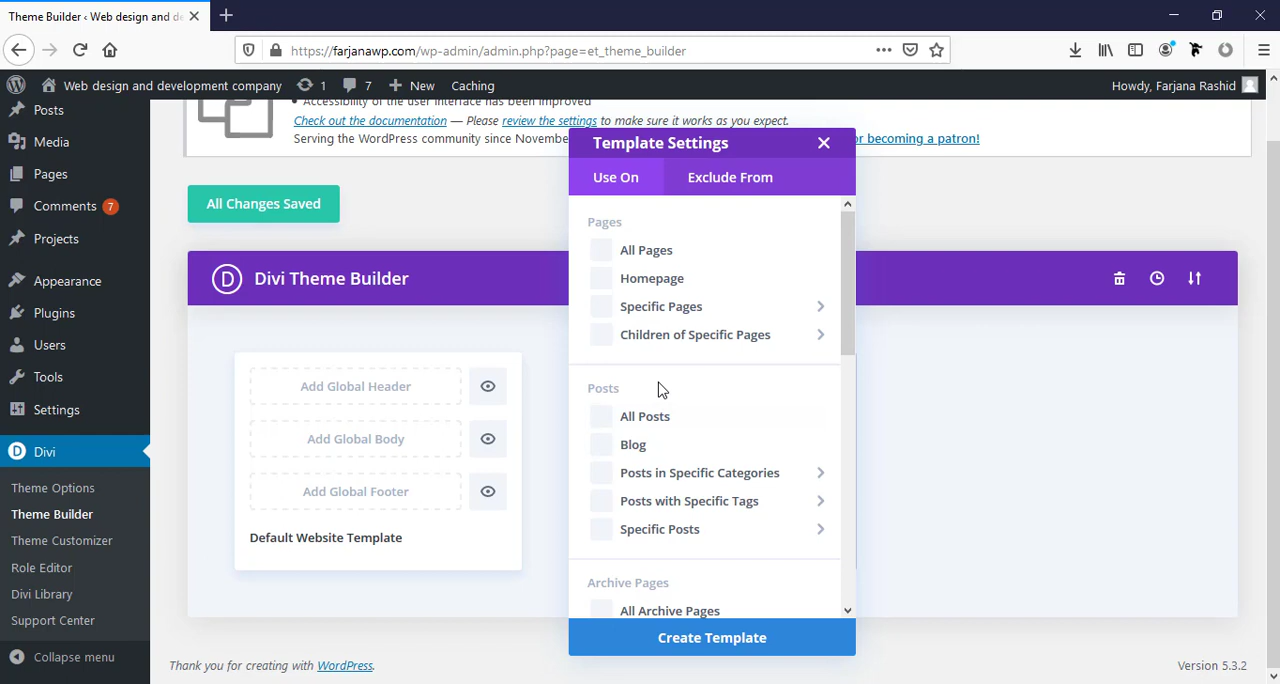 Theme Builder ‹ Web design and de
https://farjanawp.com/wp-admin/admin.php?page=et_theme_builder
Web design and development company
1
7
New
Caching
Howdy, Farjana Rashid
Posts
Media
Pages
Comments 7
Projects
Appearance
Plugins
Users
Tools
Settings
D Divi
Theme Options
Theme Builder
Theme Customizer
Role Editor
Divi Library
Support Center
Collapse menu
• Accessibility of the user interface has been improved
Check out the documentation — Please review the settings to make sure it works as you expect.
Serving the WordPress community since Novembe
or becoming a patron!
All Changes Saved
D Divi Theme Builder
Add Global Header
Add Global Body
Add Global Footer
Default Website Template
Template Settings
Use On
Exclude From
Pages
All Pages
Homepage
Specific Pages
Children of Specific Pages
Posts
All Posts
Blog
Posts in Specific Categories
Posts with Specific Tags
Specific Posts
Archive Pages
All Archive Pages
Create Template
Thank you for creating with WordPress.
Version 5.3.2